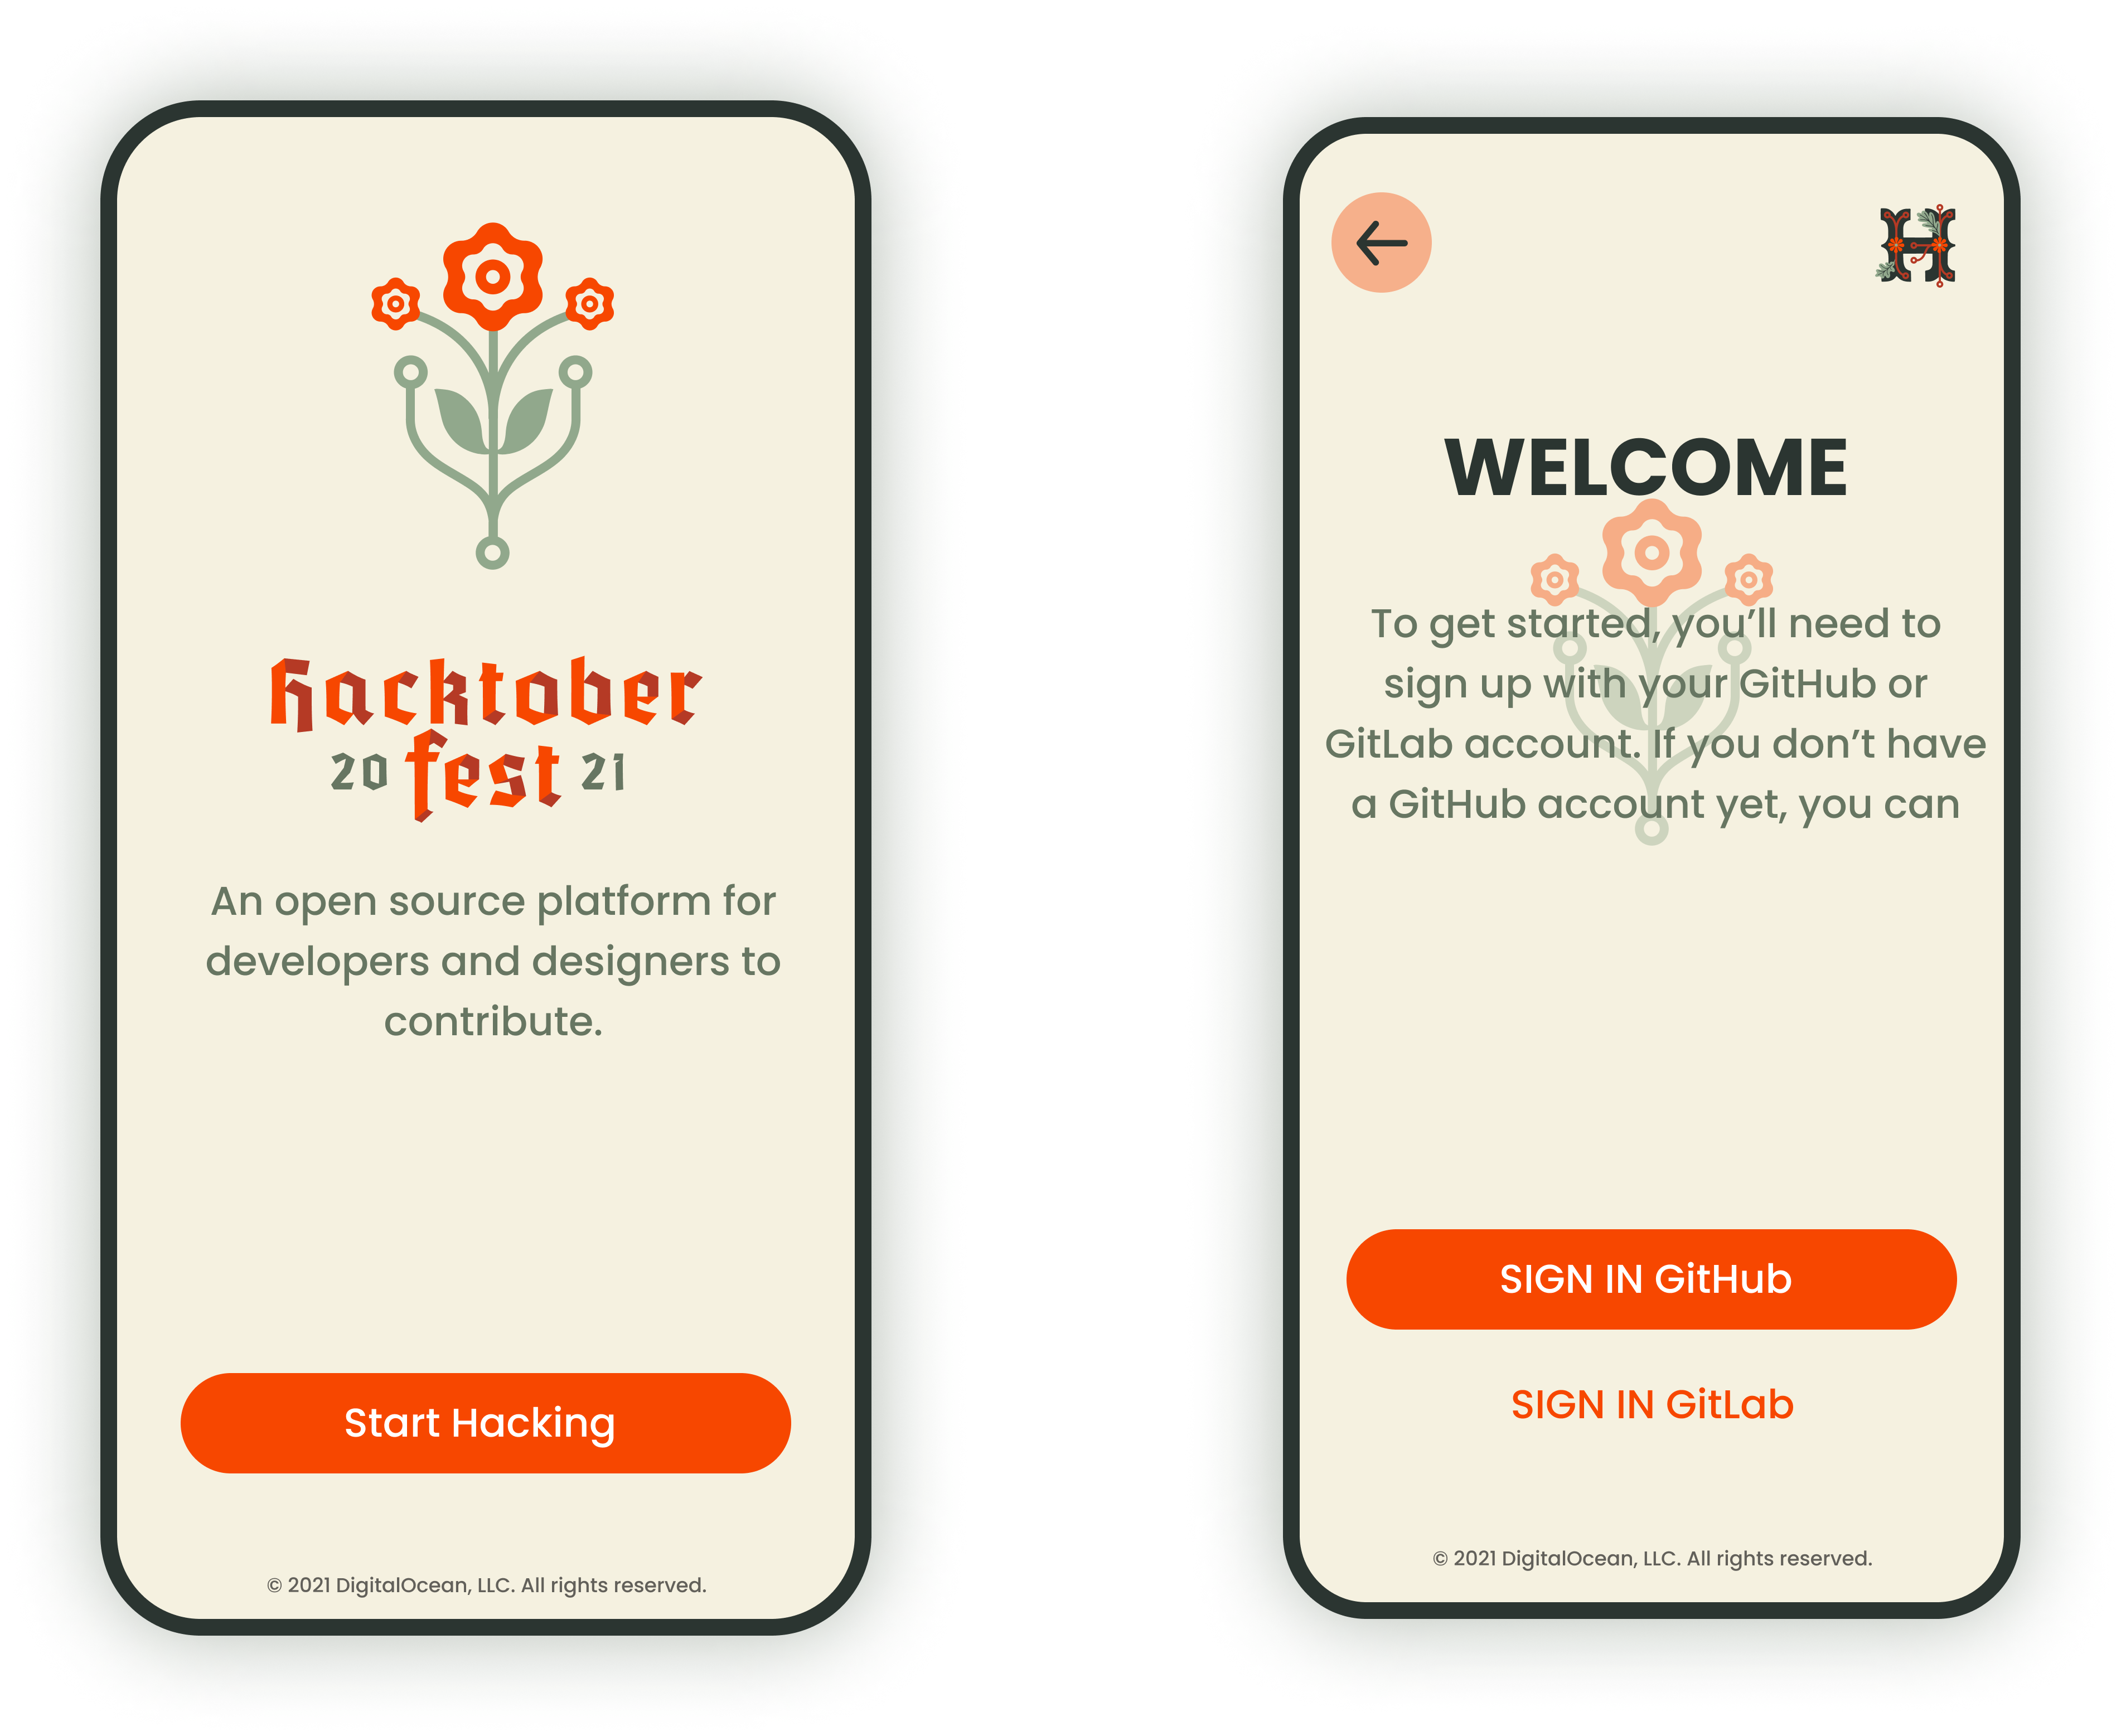 hacktober
20 fest 21
An open source platform for
developers and designers to
contribute.
Start Hacking
© 2021 DigitalOcean, LLC. All rights reserved.
H
WELCOME
To get started, you’ll need to
sign up with your GitHub or
GitLab account. If you don’t have
a GitHub account yet, you can
SIGN IN GitHub
SIGN IN GitLab
© 2021 DigitalOcean, LLC. All rights reserved.